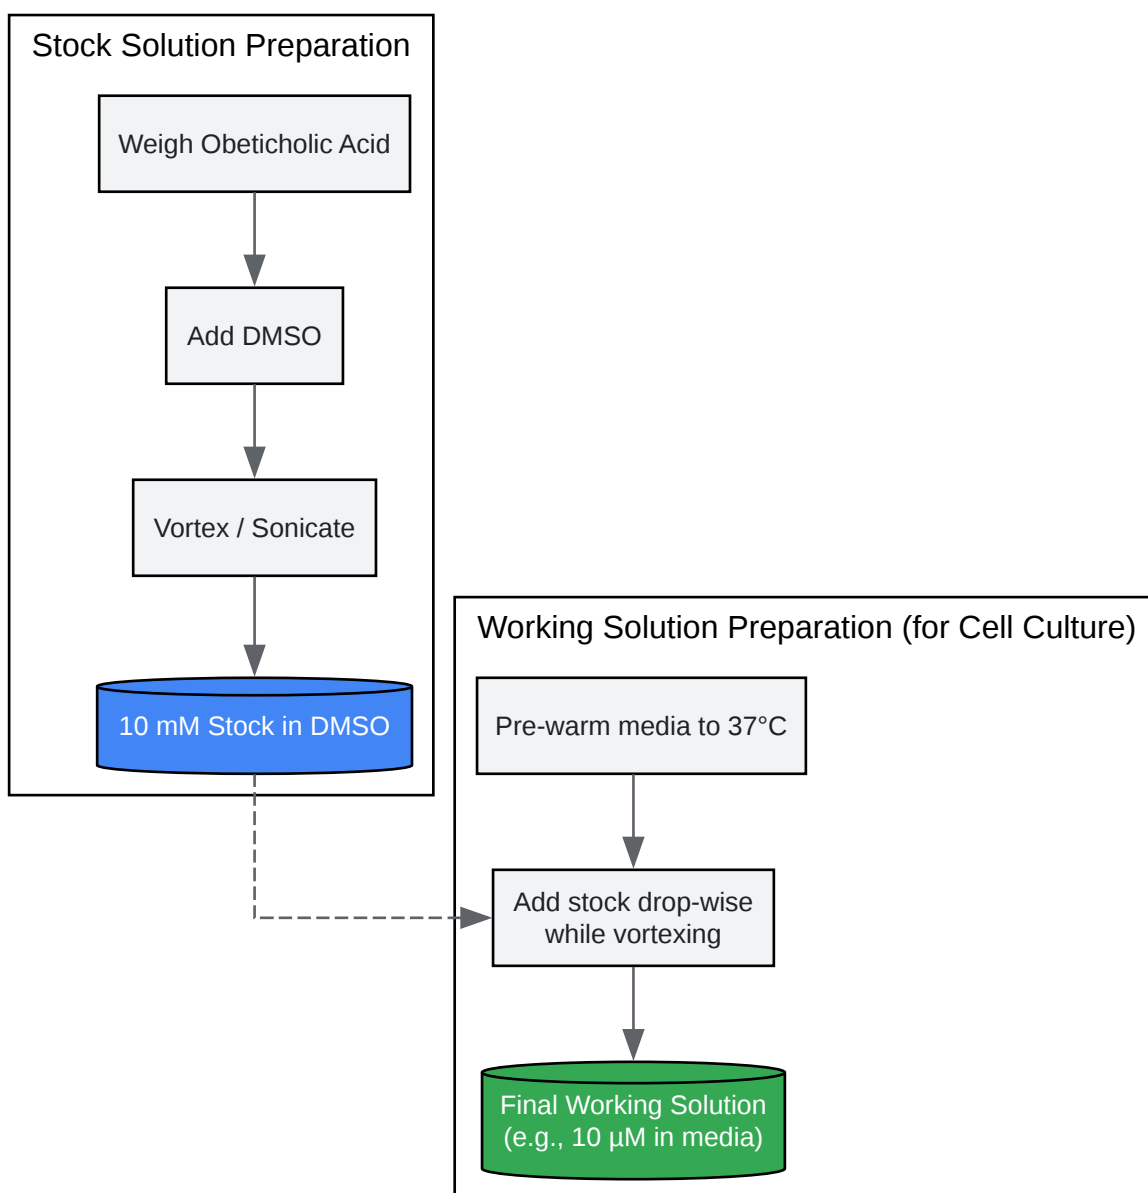 Stock Solution Preparation
Weigh Obeticholic Acid
Add DMSO
Vortex / Sonicate
10 mM Stock in DMSO
Working Solution Preparation (for Cell Culture)
Pre-warm media to 37°C
Add stock drop-wise
while vortexing
Final Working Solution
(e.g., 10 µM in media)